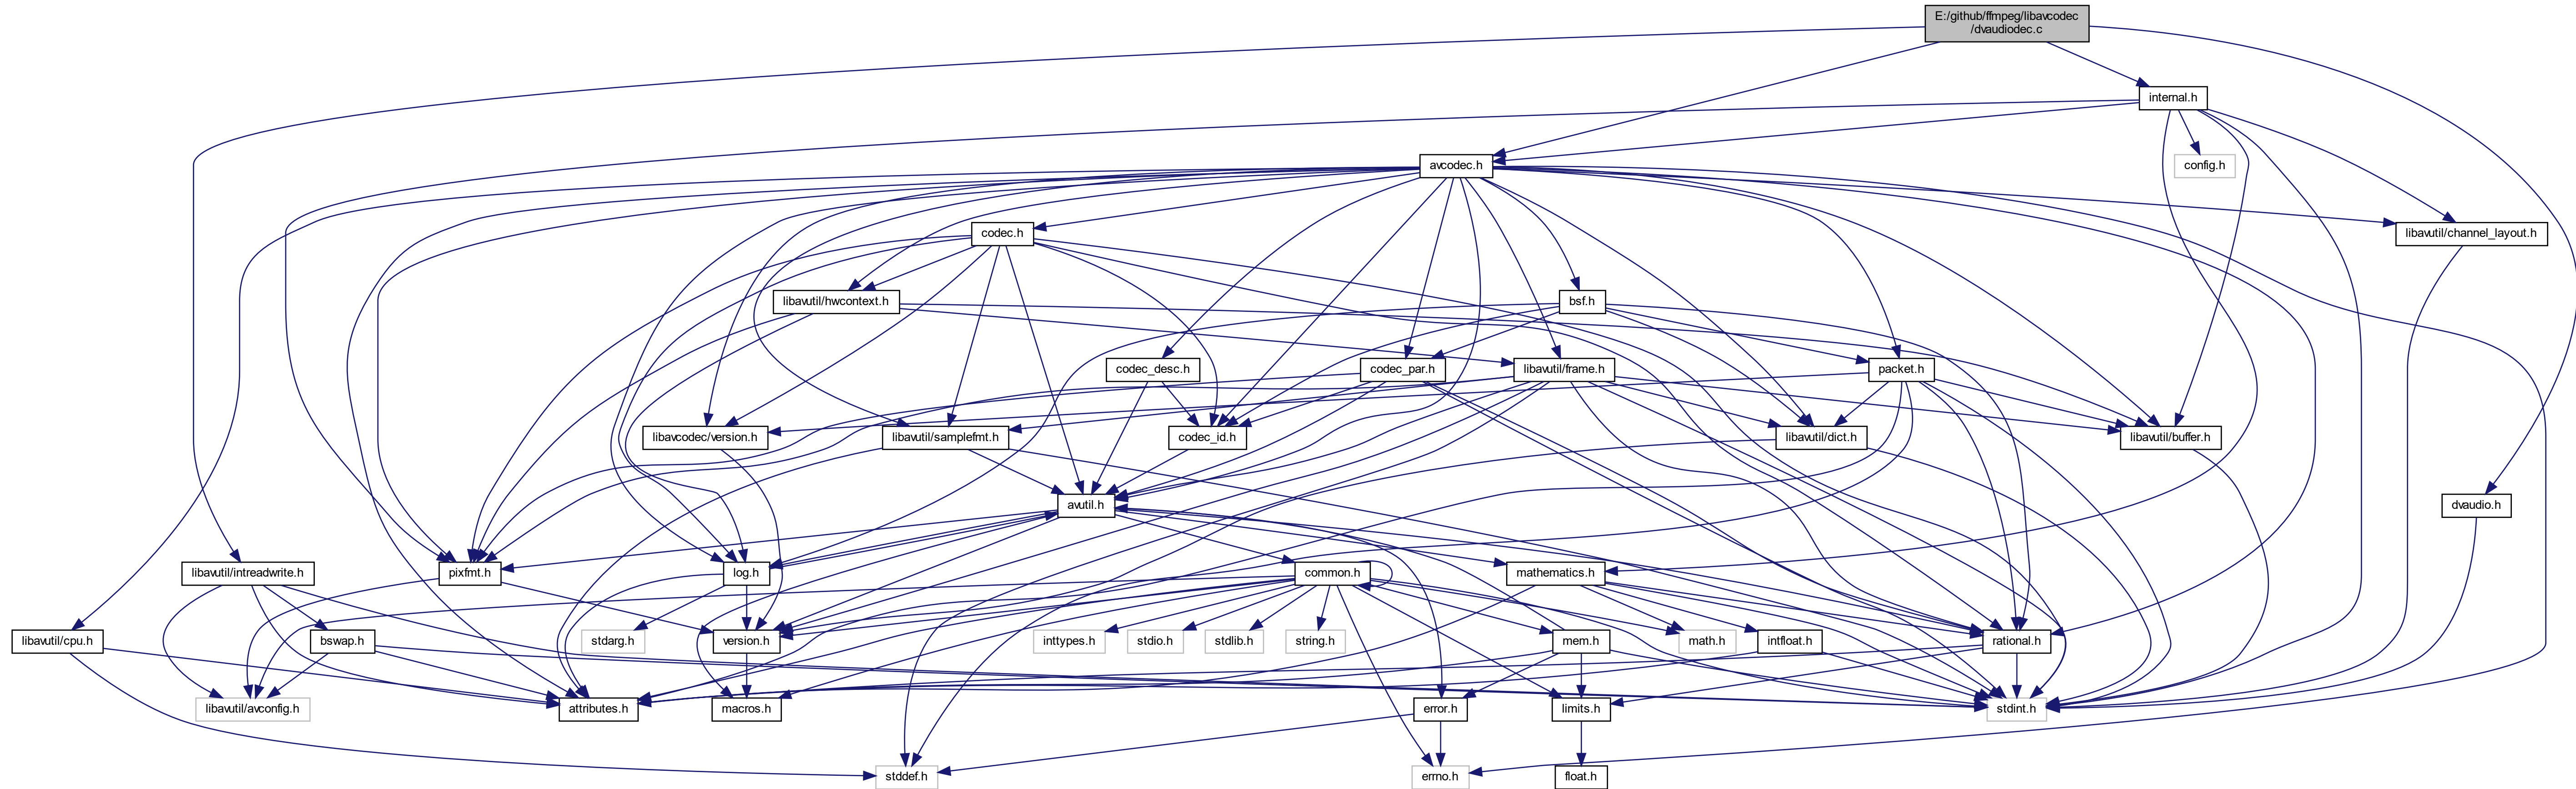 E:/github/ffmpeg/libavcodec
/dvaudiodec.c
internal.h
avcodec.h
config.h
codec.h
libavutil/channel_layout.h
libavutil/hwcontext.h
bsf.h
codec_desc.h
codec_par.h
libavutil/frame.h
packet.h
libavcodec/version.h
libavutil/samplefmt.h
codec_id.h
libavutil/dict.h
libavutil/buffer.h
avutil.h
dvaudio.h
libavutil/intreadwrite.h
pixfmt.h
log.h
common.h
mathematics.h
libavutil/cpu.h
bswap.h
stdarg.h
version.h
inttypes.h
stdio.h
stdlib.h
string.h
mem.h
math.h
intfloat.h
rational.h
libavutil/avconfig.h
attributes.h
macros.h
error.h
limits.h
stdint.h
stddef.h
errno.h
float.h